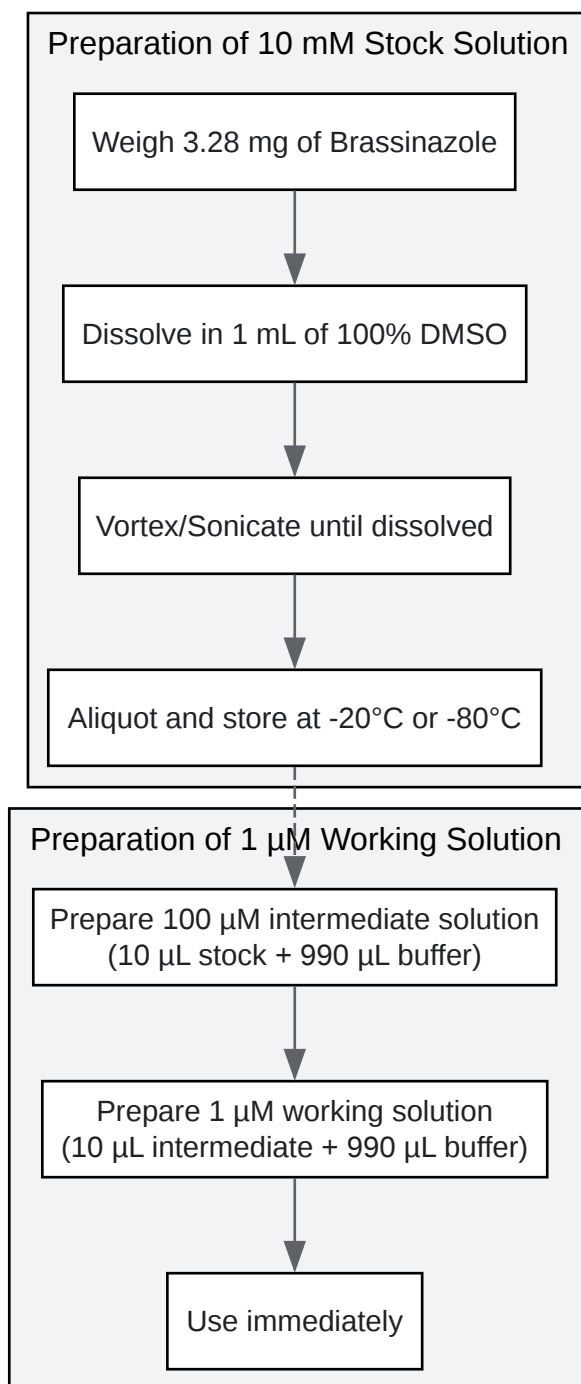 Preparation of 10 mM Stock Solution
Weigh 3.28 mg of Brassinazole
Dissolve in 1 mL of 100% DMSO
Vortex/Sonicate until dissolved
Aliquot and store at -20°C or -80°C
Preparation of 1 µM Working Solution
Prepare 100 µM intermediate solution
(10 µL stock + 990 µL buffer)
Prepare 1 µM working solution
(10 µL intermediate + 990 µL buffer)
Use immediately